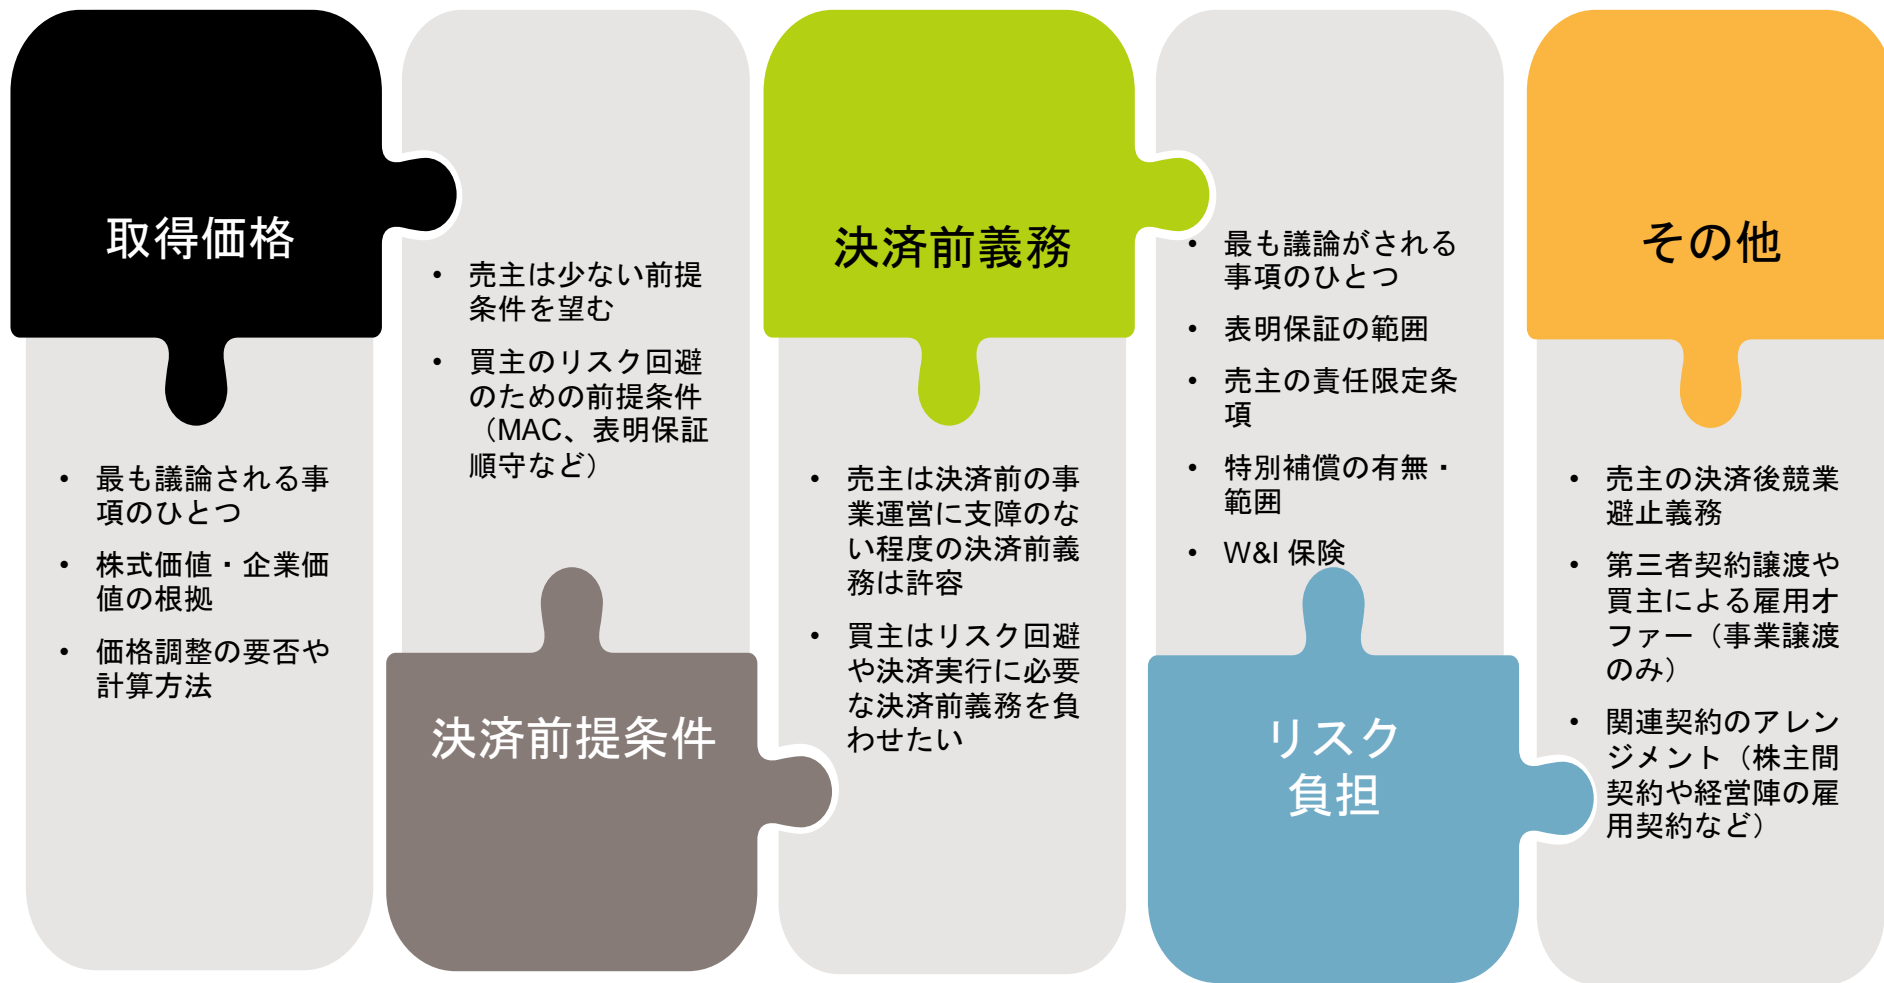 取得価格
• 最も議論される事
項のひとつ
• 株式価値・企業価
値の根拠
• 価格調整の要否や
計算方法
• 売主は少ない前提
条件を望む
• 買主のリスク回避
のための前提条件
（MAC、表明保証
順守など）
決済前提条件
決済前義務
• 売主は決済前の事
業運営に支障のな
い程度の決済前義
務は許容
• 買主はリスク回避
や決済実行に必要
な決済前義務を負
わせたい
• 最も議論がされる
事項のひとつ
• 表明保証の範囲
• 売主の責任限定条
項
• 特別補償の有無・
範囲
• W&I 保険
リスク
負担
その他
• 売主の決済後競業
避止義務
• 第三者契約譲渡や
買主による雇用オ
ファー（事業譲渡
のみ）
• 関連契約のアレン
ジメント（株主間
契約や経営陣の雇
用契約など）